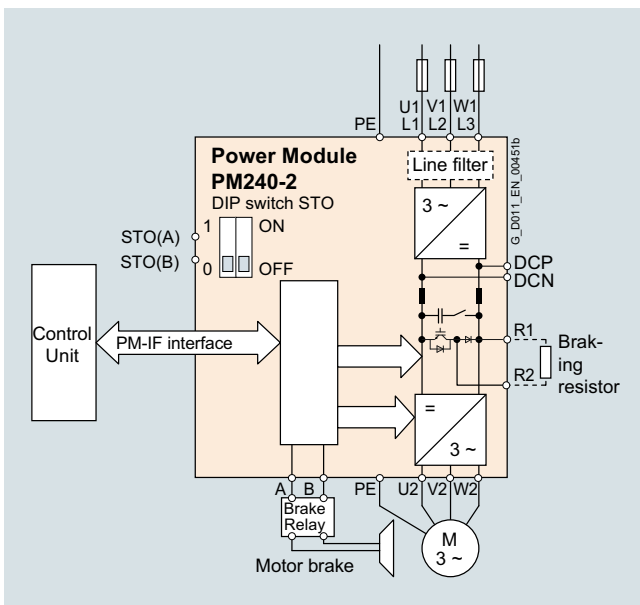 U1 V1 W1
PE L1 L2 L3
Power Module
PM240-2
DIP switch STO
Line filter
G_D011_EN_00451b
STO(A)
STO(B)
1 ON
0 OFF
3 ~
=
DCP
DCN
Control
Unit
PM-IF interface
R1
R2
Brak-
ing
resistor
=
3 ~
A B PE U2 V2 W2
Brake
Relay
Motor brake
M
3 ~